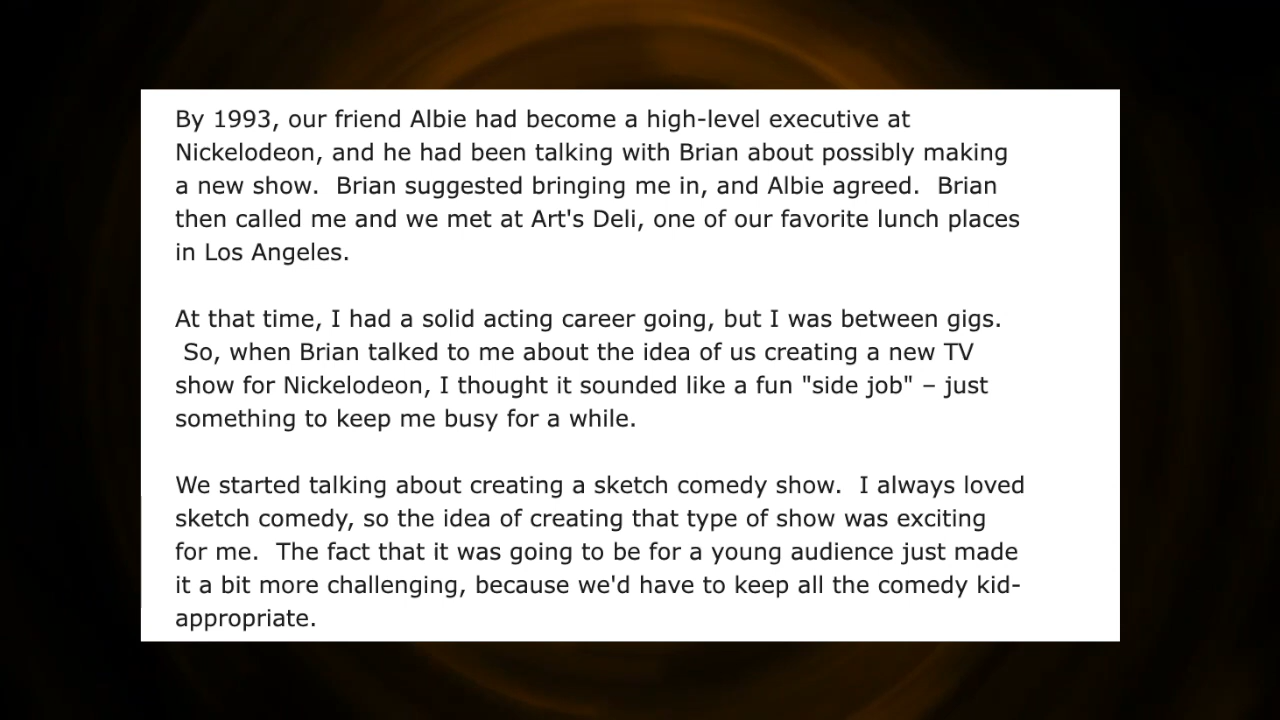 By 1993, our friend Albie had become a high-level executive at
Nickelodeon, and he had been talking with Brian about possibly making
a new show.  Brian suggested bringing me in, and Albie agreed.  Brian
then called me and we met at Art's Deli, one of our favorite lunch places
in Los Angeles.
At that time, I had a solid acting career going, but I was between gigs.
So, when Brian talked to me about the idea of us creating a new TV
show for Nickelodeon, I thought it sounded like a fun "side job" – just
something to keep me busy for a while.
We started talking about creating a sketch comedy show.  I always loved
sketch comedy, so the idea of creating that type of show was exciting
for me.  The fact that it was going to be for a young audience just made
it a bit more challenging, because we'd have to keep all the comedy kid-
appropriate.